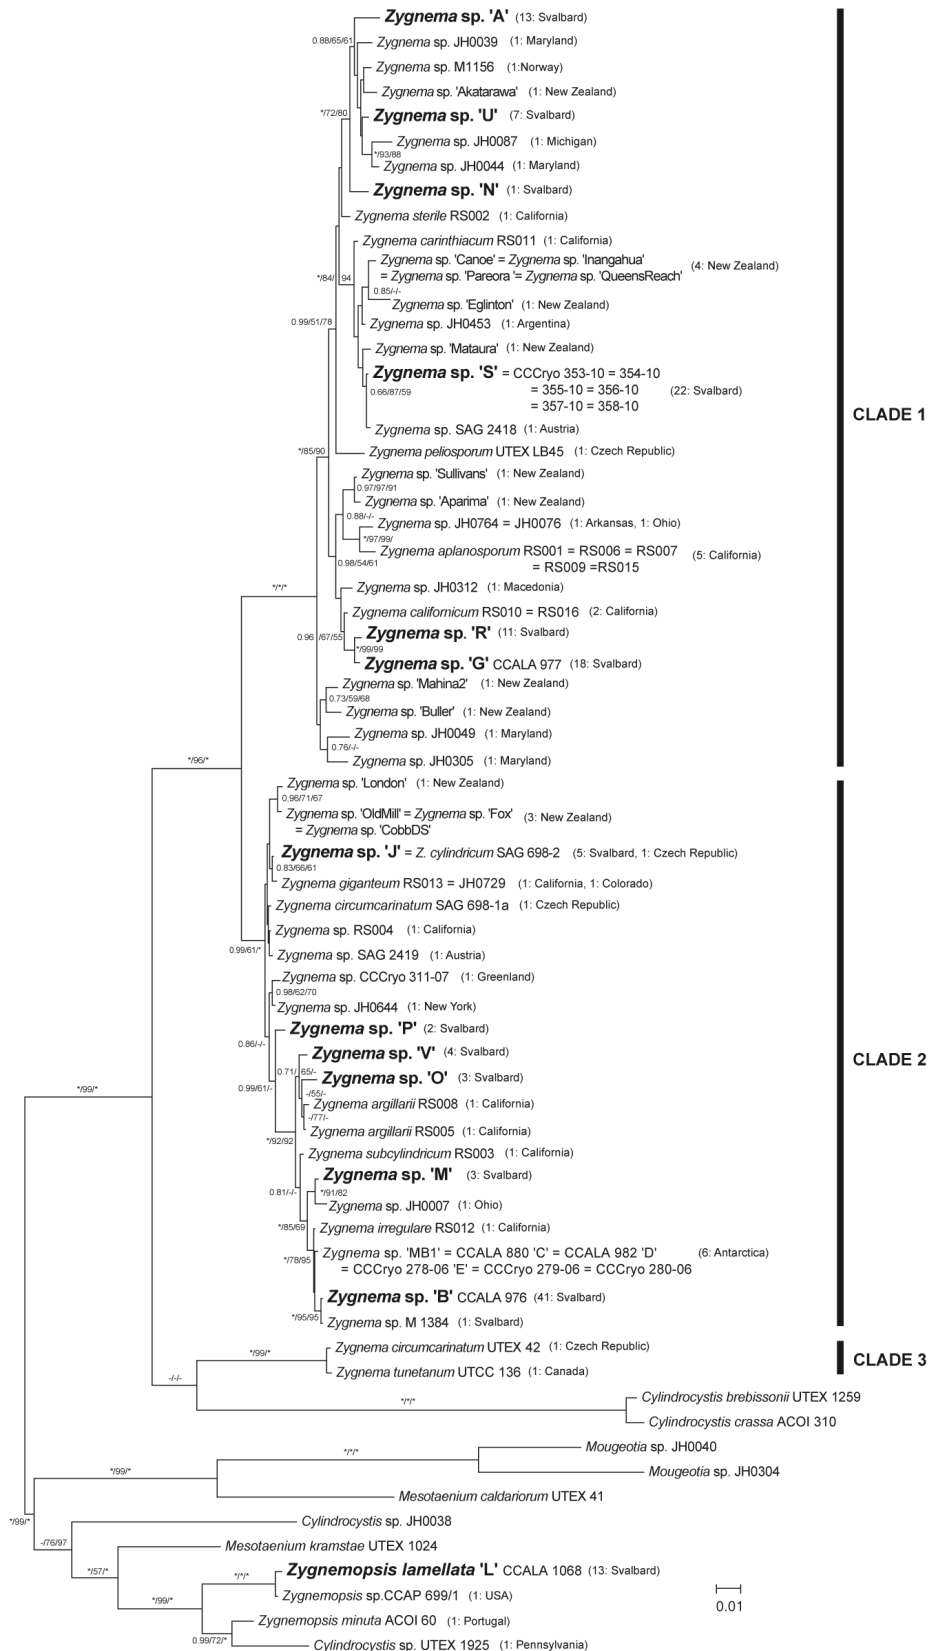 Zygnema sp. 'A' (13: Svalbard)
0.88/65/61
Zygnema sp. JH0039 (1: Maryland)
Zygnema sp. M1156 (1:Norway)
Zygnema sp. 'Akatarawa' (1: New Zealand)
*/72/80
Zygnema sp. 'U' (7: Svalbard)
Zygnema sp. JH0087 (1: Michigan)
*/93/88
Zygnema sp. JH0044 (1: Maryland)
Zygnema sp. 'N' (1: Svalbard)
Zygnema sterile RS002 (1: California)
Zygnema carinthiacum RS011 (1: California)
Zygnema sp. 'Canoe' = Zygnema sp. 'Inangahua'
= Zygnema sp. 'Pareora' = Zygnema sp. 'QueensReach'
(4: New Zealand)
*/84/ 94
0.85/-/-
Zygnema sp. 'Eglinton' (1: New Zealand)
0.99/51/78
Zygnema sp. JH0453 (1: Argentina)
Zygnema sp. 'Mataura' (1: New Zealand)
Zygnema sp. 'S' = CCCryo 353-10 = 354-10
= 355-10 = 356-10 (22: Svalbard)
= 357-10 = 358-10
0.66/87/59
CLADE 1
Zygnema sp. SAG 2418 (1: Austria)
*/85/90
Zygnema peliosporum UTEX LB45 (1: Czech Republic)
Zygnema sp. 'Sullivans' (1: New Zealand)
0.97/97/91
Zygnema sp. 'Aparima' (1: New Zealand)
0.88/-/-
Zygnema sp. JH0764 = JH0076 (1: Arkansas, 1: Ohio)
*/97/99/
Zygnema aplanosporum RS001 = RS006 = RS007
= RS009 =RS015
(5: California)
0.98/54/61
*/*/*
Zygnema sp. JH0312 (1: Macedonia)
Zygnema californicum RS010 = RS016 (2: California)
Zygnema sp. 'R' (11: Svalbard)
0.96 /67/55
*/99/99
Zygnema sp. 'G' CCALA 977 (18: Svalbard)
Zygnema sp. 'Mahina2' (1: New Zealand)
0.73/59/68
Zygnema sp. 'Buller' (1: New Zealand)
Zygnema sp. JH0049 (1: Maryland)
0.76/-/-
Zygnema sp. JH0305 (1: Maryland)
*/96/*
Zygnema sp. 'London' (1: New Zealand)
0,96/71/67
Zygnema sp. 'OldMill' = Zygnema sp. 'Fox'
= Zygnema sp. 'CobbDS'
(3: New Zealand)
Zygnema sp. 'J' = Z. cylindricum SAG 698-2 (5: Svalbard, 1: Czech Republic)
0.83/66/61
Zygnema giganteum RS013 = JH0729 (1: California, 1: Colorado)
Zygnema circumcarinatum SAG 698-1a (1: Czech Republic)
Zygnema sp. RS004 (1: California)
0.99/61/*
Zygnema sp. SAG 2419 (1: Austria)
Zygnema sp. CCCryo 311-07 (1: Greenland)
0.98/62/70
Zygnema sp. JH0644 (1: New York)
Zygnema sp. 'P' (2: Svalbard)
0.86/-/-
Zygnema sp. 'V' (4: Svalbard)
CLADE 2
0.71/ 65/-
Zygnema sp. 'O' (3: Svalbard)
0.99/61/-
*/99/*
-/55/-
Zygnema argillarii RS008 (1: California)
-/77/-
Zygnema argillarii RS005 (1: California)
*/92/92
Zygnema subcylindricum RS003 (1: California)
Zygnema sp. 'M' (3: Svalbard)
0.81/-/-
*/91/82
Zygnema sp. JH0007 (1: Ohio)
*/85/69
Zygnema irregulare RS012 (1: California)
Zygnema sp. 'MB1' = CCALA 880 'C' = CCALA 982 'D' (6: Antarctica)
= CCCryo 278-06 'E' = CCCryo 279-06 = CCCryo 280-06
*/78/95
Zygnema sp. 'B' CCALA 976 (41: Svalbard)
*/95/95
Zygnema sp. M 1384 (1: Svalbard)
Zygnema circumcarinatum UTEX 42 (1: Czech Republic)
*/99/*
CLADE 3
Zygnema tunetanum UTCC 136 (1: Canada)
-/-/-
Cylindrocystis brebissonii UTEX 1259
*/*/*
Cylindrocystis crassa ACOI 310
Mougeotia sp. JH0040
*/*/*
Mougeotia sp. JH0304
*/99/*
Mesotaenium caldariorum UTEX 41
*/99/*
Cylindrocystis sp. JH0038
-/76/97
Mesotaenium kramstae UTEX 1024
*/57/*
Zygnemopsis lamellata 'L' CCALA 1068 (13: Svalbard)
*/*/*
Zygnemopsis sp.CCAP 699/1 (1: USA)
*/99/*
Zygnemopsis minuta ACOI 60 (1: Portugal)
0.99/72/*
Cylindrocystis sp. UTEX 1925 (1: Pennsylvania)
0.01